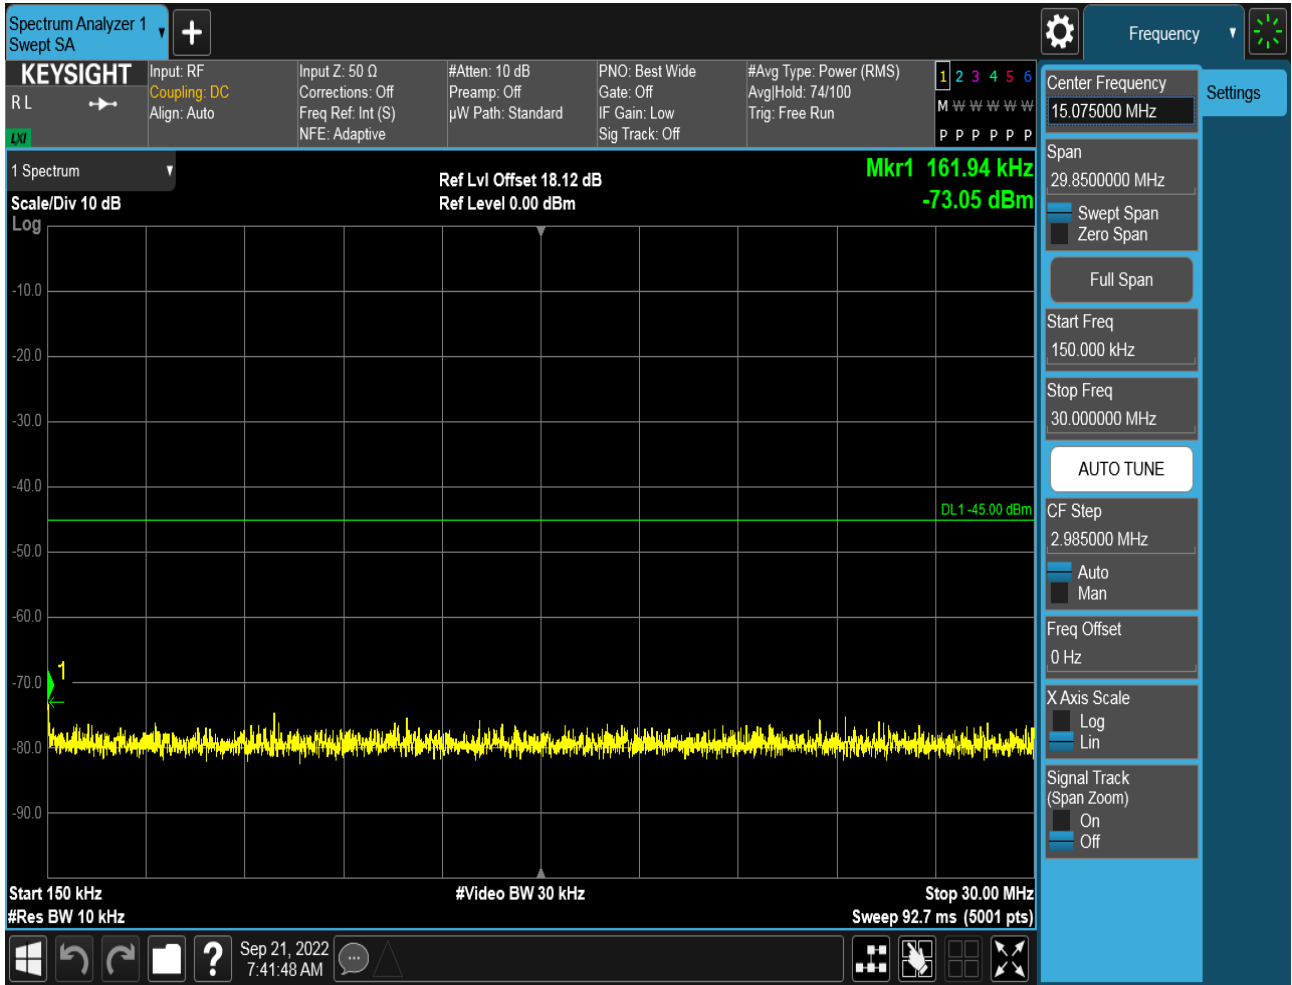 Spectrum Analyzer 1
Swept SA
Frequency
KEYSIGHT
R L
LXI
Input: RF
Coupling: DC
Align: Auto
Input Z: 50 Ω
Corrections: Off
Freq Ref: Int (S)
NFE: Adaptive
#Atten: 10 dB
Preamp: Off
µW Path: Standard
PNO: Best Wide
Gate: Off
IF Gain: Low
Sig Track: Off
#Avg Type: Power (RMS)
Avg|Hold: 74/100
Trig: Free Run
1 2 3 4 5 6
M W W W W W
P P P P P P
1 Spectrum
Scale/Div 10 dB
Log
Ref Lvl Offset 18.12 dB
Ref Level 0.00 dBm
Mkr1 161.94 kHz
-73.05 dBm
-10.0
-20.0
-30.0
-40.0
DL1 -45.00 dBm
-50.0
-60.0
1
-70.0
-80.0
-90.0
Start 150 kHz
#Res BW 10 kHz
#Video BW 30 kHz
Stop 30.00 MHz
Sweep 92.7 ms (5001 pts)
Center Frequency
15.075000 MHz
Settings
Span
29.8500000 MHz
Swept Span
Zero Span
Full Span
Start Freq
150.000 kHz
Stop Freq
30.000000 MHz
AUTO TUNE
CF Step
2.985000 MHz
Auto
Man
Freq Offset
0 Hz
X Axis Scale
Log
Lin
Signal Track
(Span Zoom)
On
Off
?
Sep 21, 2022
7:41:48 AM